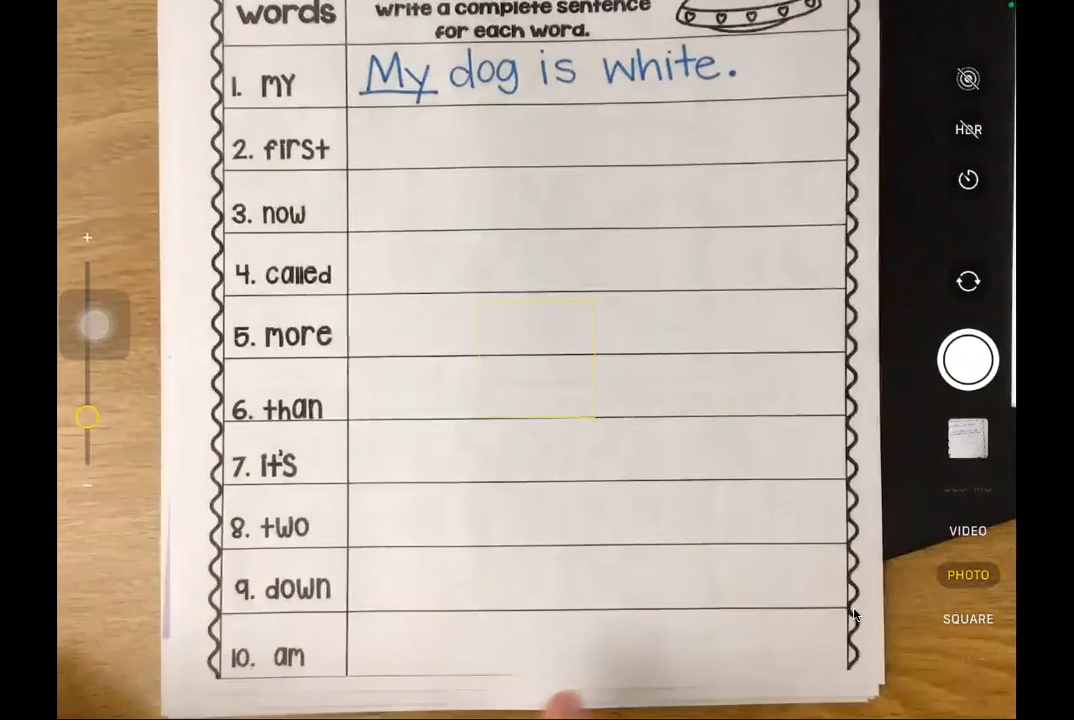 words
write a complete sentence
for each word.
1. my
My dog is white.
2. first
3. now
4. called
5. more
6. than
7. it's
8. two
9. down
10. am
HDR
VIDEO
PHOTO
SQUARE